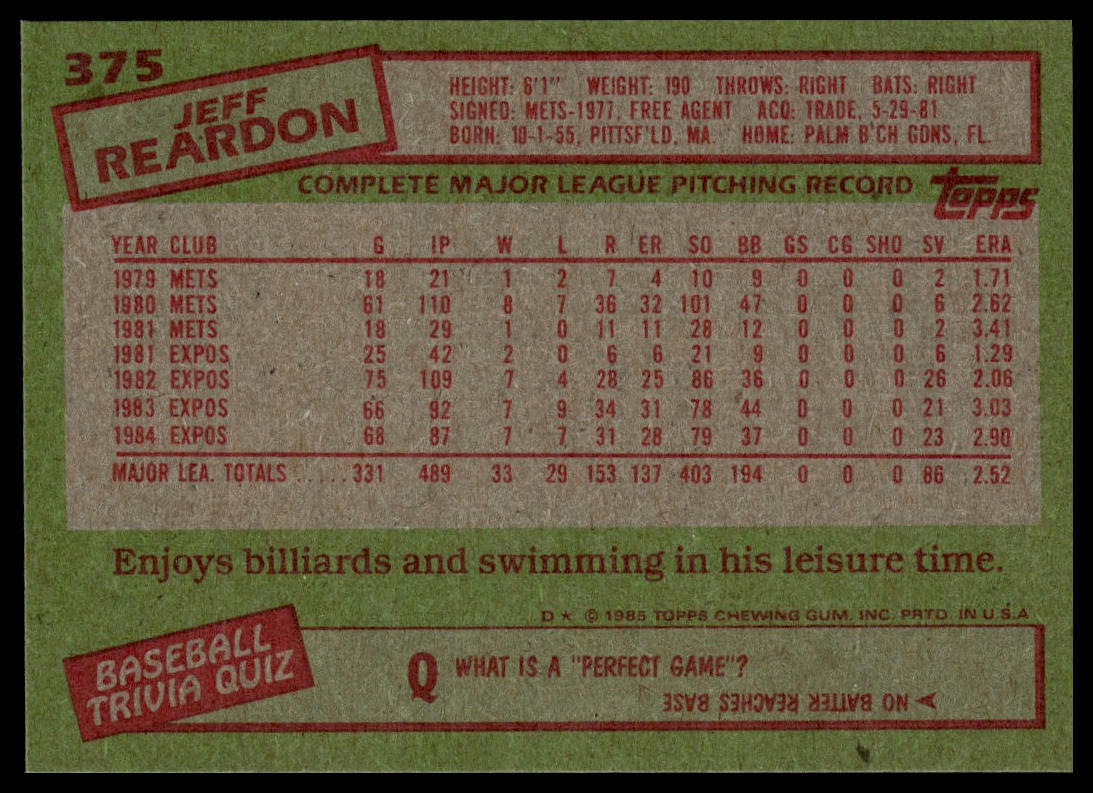 375
JEFF
REARDON
HEIGHT: 6'1" WEIGHT: 190 THROWS: RIGHT BATS: RIGHT
SIGNED: METS-1977, FREE AGENT ACQ: TRADE, 5-29-81
BORN: 10-1-55, PITTSF'LD, MA. HOME: PALM B'CH GDNS, FL.
COMPLETE MAJOR LEAGUE PITCHING RECORD
topps
YEAR CLUB G IP W L R ER SO BB GS CG SHO SV ERA
1979 METS 18 21 1 2 7 4 10 9 0 0 0 2 1.71
1980 METS 61 110 8 7 36 32 101 47 0 0 0 6 2.62
1981 METS 18 29 1 0 11 11 28 12 0 0 0 2 3.41
1981 EXPOS 25 42 2 0 6 6 21 9 0 0 0 6 1.29
1982 EXPOS 75 109 7 4 28 25 86 36 0 0 0 26 2.06
1983 EXPOS 66 92 7 9 34 31 78 44 0 0 0 21 3.03
1984 EXPOS 68 87 7 7 31 28 79 37 0 0 0 23 2.90
MAJOR LEA. TOTALS ..... 331 489 33 29 153 137 403 194 0 0 0 86 2.52
Enjoys billiards and swimming in his leisure time.
D * © 1985 TOPPS CHEWING GUM, INC. PRTD. IN U.S.A
BASEBALL
TRIVIA QUIZ
Q WHAT IS A "PERFECT GAME"?
➤ NO BATTER REACHES BASE